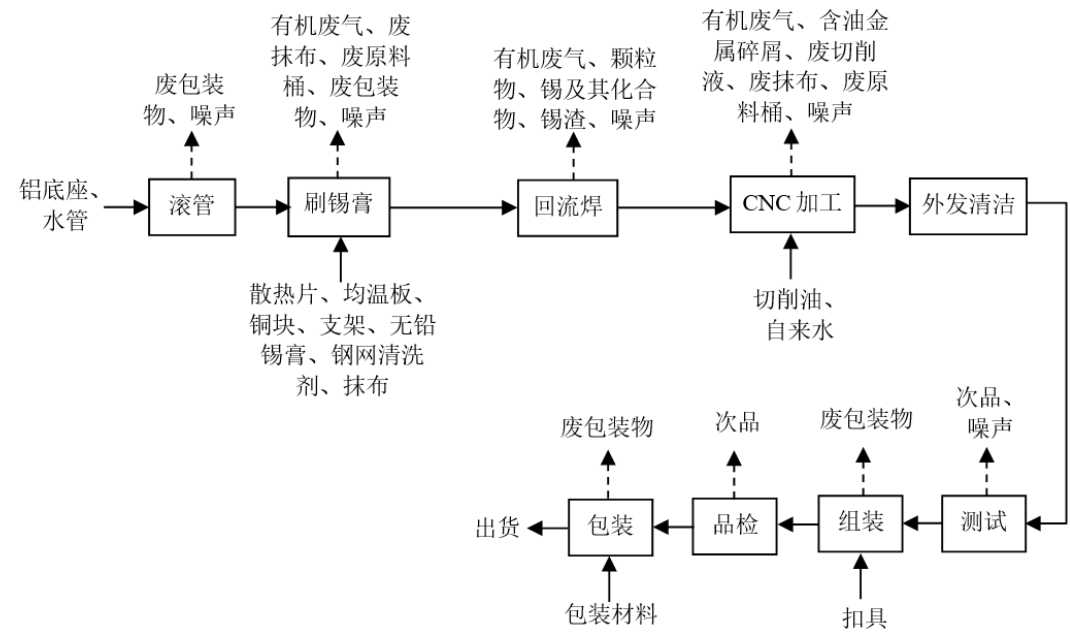 废包装
物、噪声
有机废气、废
抹布、废原料
桶、废包装
物、噪声
有机废气、颗粒
物、锡及其化合
物、锡渣、噪声
有机废气、含油金
属碎屑、废切削
液、废抹布、废原
料桶、噪声
铝底座、
水管
滚管
刷锡膏
回流焊
CNC 加工
外发清洁
散热片、均温板、
铜块、支架、无铅
锡膏、钢网清洗
剂、抹布
切削油、
自来水
废包装物
次品
废包装物
次品、
噪声
出货
包装
品检
组装
测试
包装材料
扣具